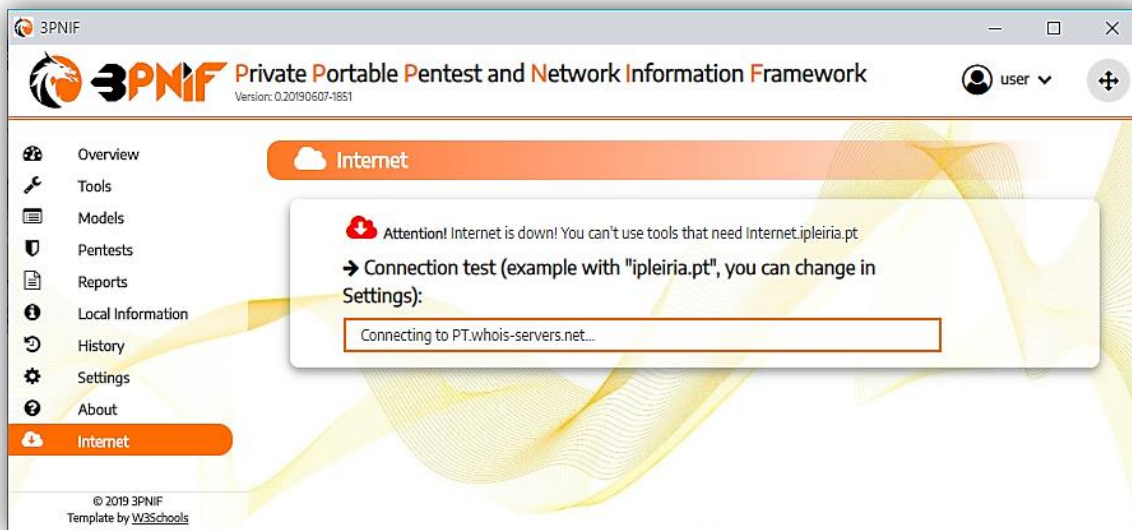 3PNIF
3PNIF Private Portable Pentest and Network Information Framework
Version: 0.20190607-1851
user
Overview
Tools
Models
Pentests
Reports
Local Information
History
Settings
About
Internet
© 2019 3PNIF
Template by W3Schools
Internet
Attention! Internet is down! You can't use tools that need Internet.ipleiria.pt
Connection test (example with "ipleiria.pt", you can change in
Settings):
Connecting to PT.whois-servers.net...